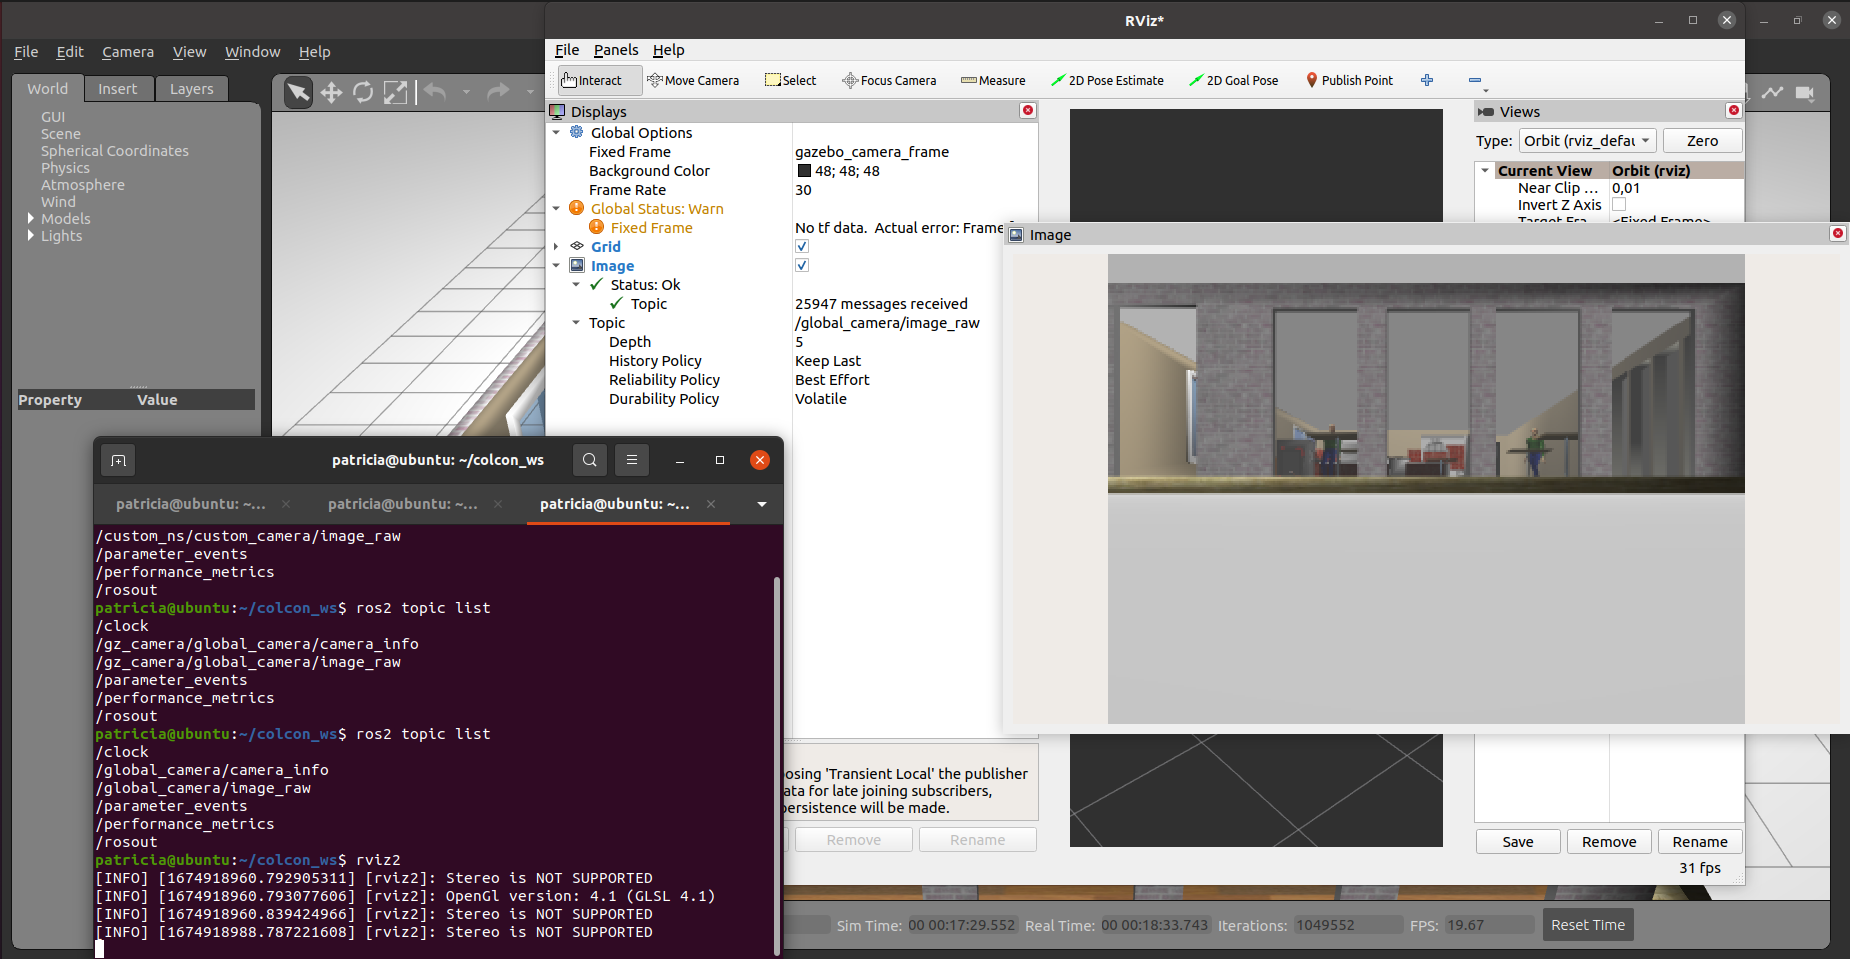 RViz*
File Edit Camera View Window Help
World Insert Layers
GUI
Scene
Spherical Coordinates
Physics
Atmosphere
Wind
Models
Lights
Property Value
File Panels Help
Interact Move Camera Select Focus Camera Measure 2D Pose Estimate 2D Goal Pose Publish Point
Displays
Global Options
Fixed Frame gazebo_camera_frame
Background Color 48; 48; 48
Frame Rate 30
Global Status: Warn
Fixed Frame No tf data.  Actual error: Frame
Grid
Image
Status: Ok
Topic 25947 messages received
Topic /global_camera/image_raw
Depth 5
History Policy Keep Last
Reliability Policy Best Effort
Durability Policy Volatile
osing 'Transient Local' the publisher
ata for late joining subscribers,
persistence will be made.
Remove Rename
Views
Type: Orbit (rviz_defau Zero
Current View Orbit (rviz)
Near Clip ... 0,01
Invert Z Axis
Target Fra... <Fixed Frame>
Image
Save Remove Rename
31 fps
patricia@ubuntu: ~/colcon_ws
patricia@ubuntu: ~... patricia@ubuntu: ~... patricia@ubuntu: ~...
/custom_ns/custom_camera/image_raw
/parameter_events
/performance_metrics
/rosout
patricia@ubuntu:~/colcon_ws$ ros2 topic list
/clock
/gz_camera/global_camera/camera_info
/gz_camera/global_camera/image_raw
/parameter_events
/performance_metrics
/rosout
patricia@ubuntu:~/colcon_ws$ ros2 topic list
/clock
/global_camera/camera_info
/global_camera/image_raw
/parameter_events
/performance_metrics
/rosout
patricia@ubuntu:~/colcon_ws$ rviz2
[INFO] [1674918960.792905311] [rviz2]: Stereo is NOT SUPPORTED
[INFO] [1674918960.793077606] [rviz2]: OpenGl version: 4.1 (GLSL 4.1)
[INFO] [1674918960.839424966] [rviz2]: Stereo is NOT SUPPORTED
[INFO] [1674918988.787221608] [rviz2]: Stereo is NOT SUPPORTED
Sim Time: 00 00:17:29.552 Real Time: 00 00:18:33.743 Iterations: 1049552 FPS: 19.67 Reset Time